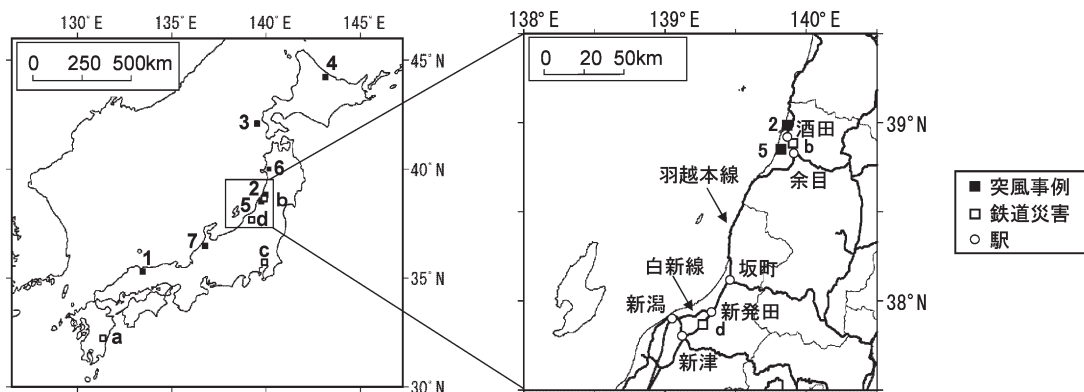 130°E 135°E 140°E 145°E
0 250 500km
45°N
40°N
35°N
30°N
4
3
6
2
5
b
d
7
1
c
a
138°E 139°E 140°E
0 20 50km
39°N
38°N
2 酒田
5 b
余目
羽越本線
白新線 坂町
新潟 新発田
d
新津
■ 突風事例
□ 鉄道災害
○ 駅